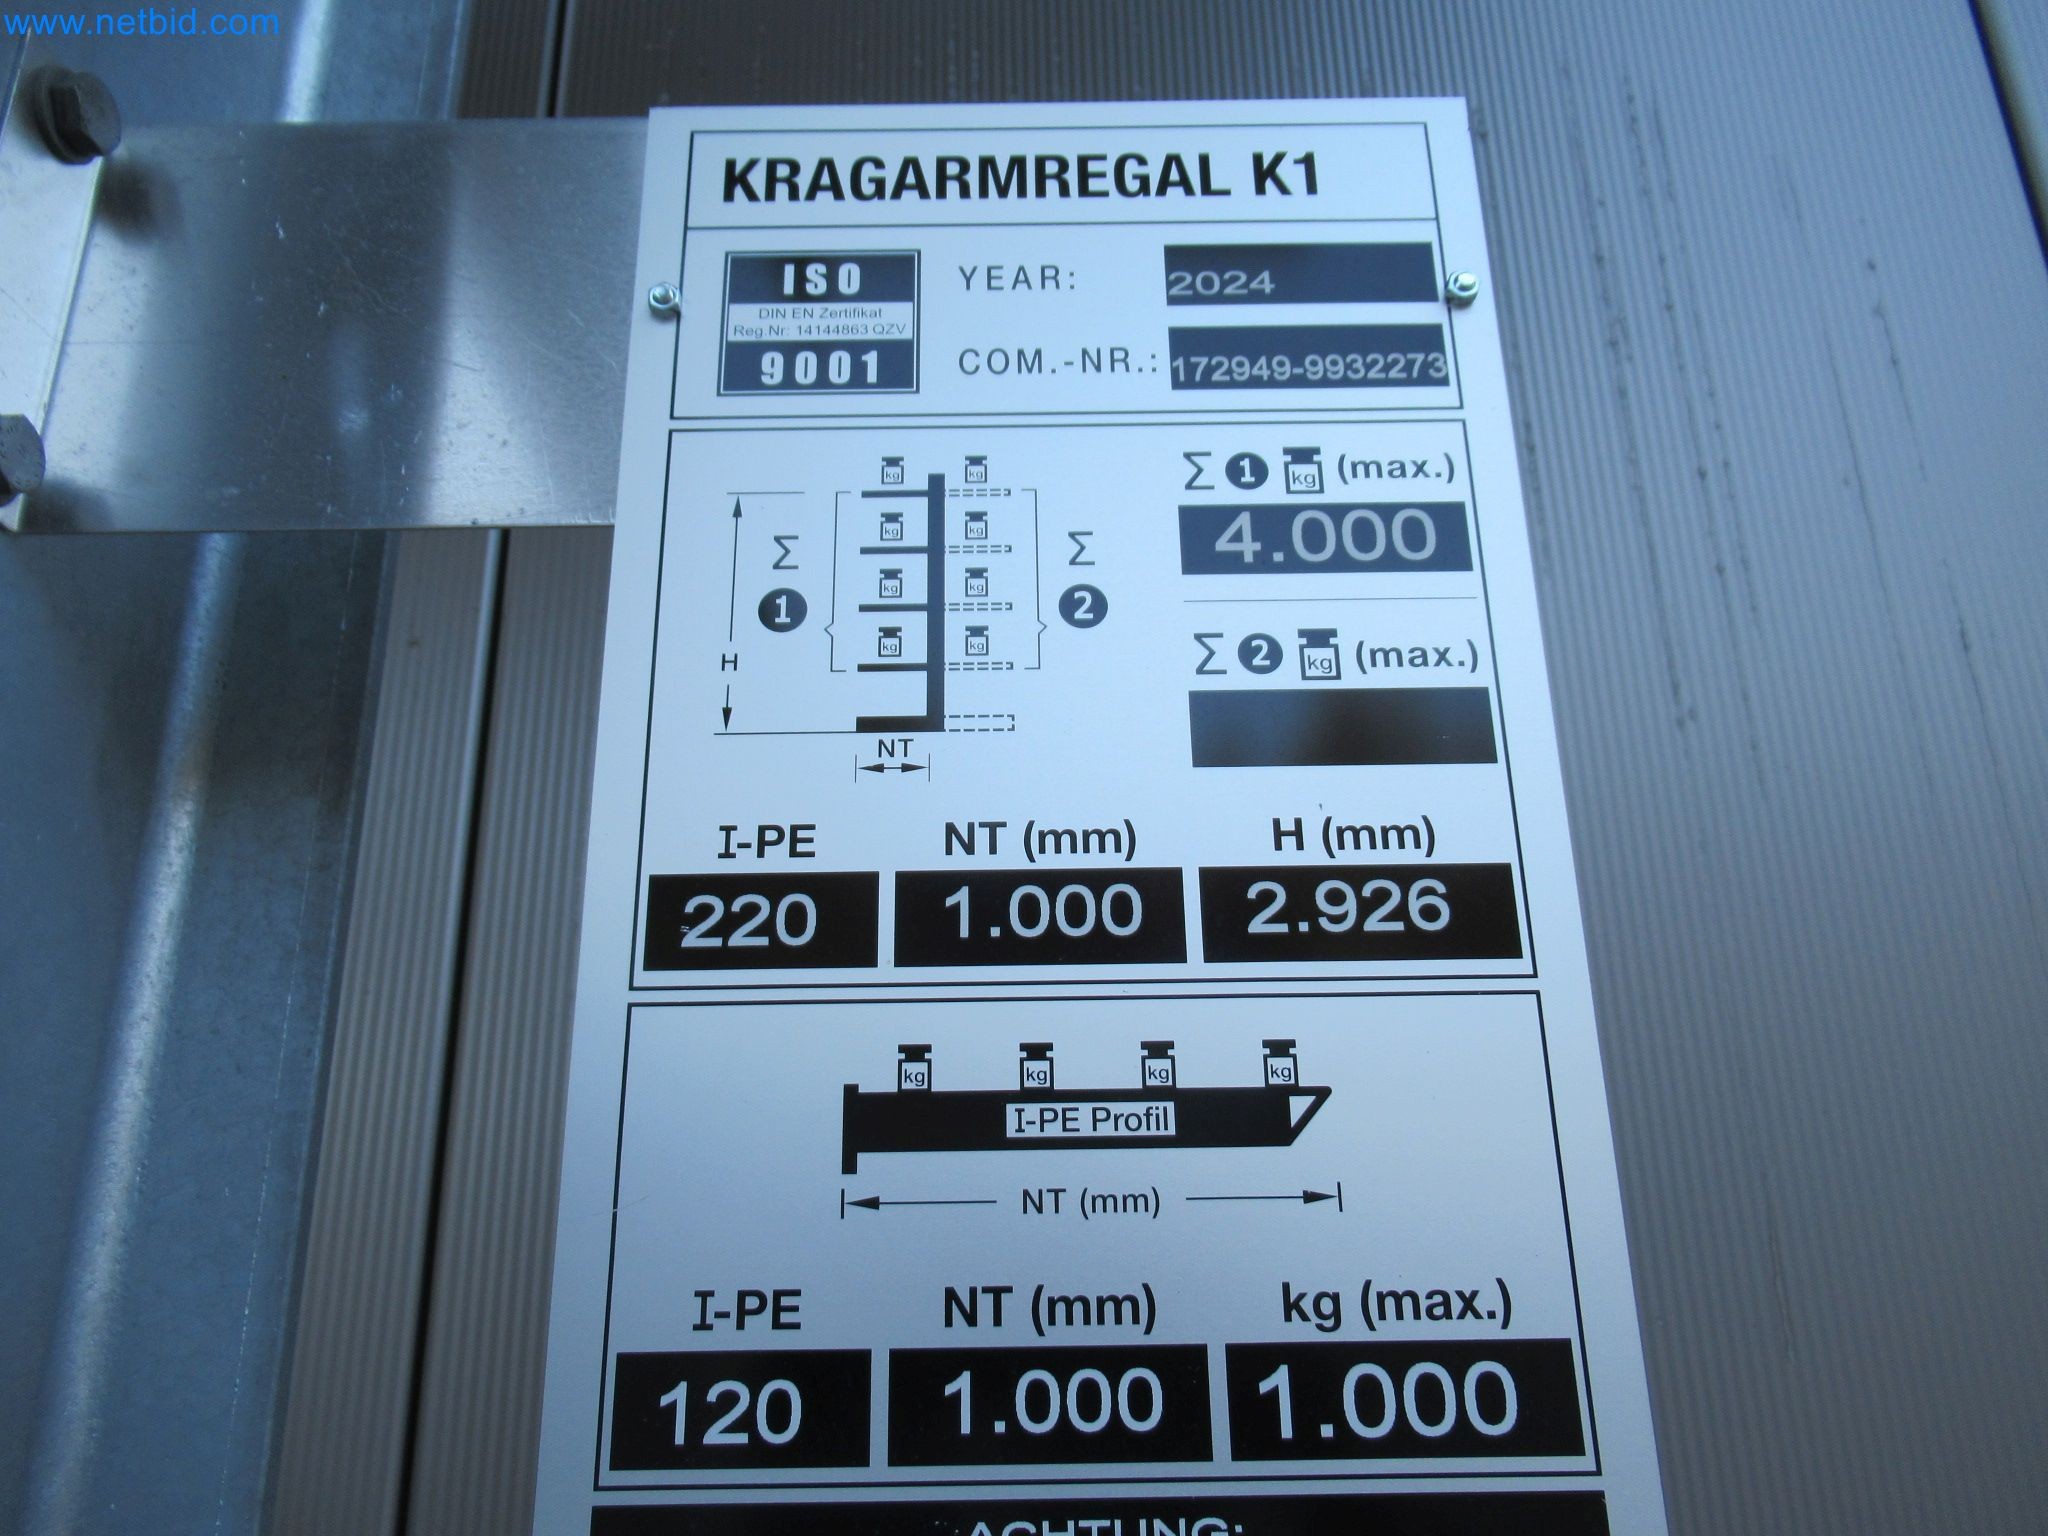 www.netbid.com
KRAGARMREGAL K1
ISO
DIN EN Zertifikat
Reg.Nr: 14144863 QZV
9001
YEAR: 2024
COM.-NR.: 172949-9932273
kg kg
kg kg
kg kg
kg kg
Σ 1
Σ 2
H
NT
Σ 1 kg (max.)
4.000
Σ 2 kg (max.)
I-PE NT (mm) H (mm)
220 1.000 2.926
kg kg kg kg
I-PE Profil
NT (mm)
I-PE NT (mm) kg (max.)
120 1.000 1.000
ACHTUNG: